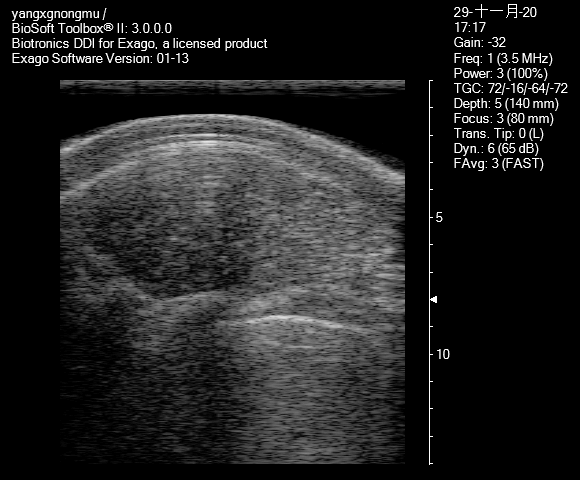 yangxgnongmu /
BioSoft Toolbox® II: 3.0.0.0
Biotronics DDI for Exago, a licensed product
Exago Software Version: 01-13
29-十一月-20
17:17
Gain: -32
Freq: 1 (3.5 MHz)
Power: 3 (100%)
TGC: 72/-16/-64/-72
Depth: 5 (140 mm)
Focus: 3 (80 mm)
Trans. Tip: 0 (L)
Dyn.: 6 (65 dB)
FAvg: 3 (FAST)
5
10